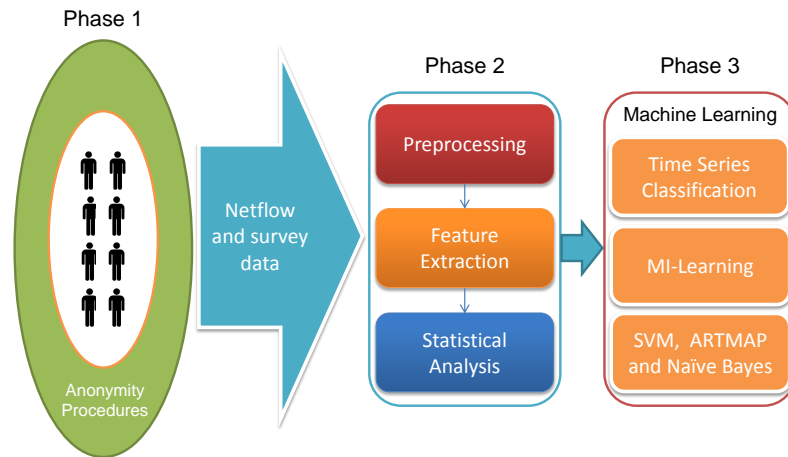 Phase 1
Anonymity
Procedures
Netflow
and survey
data
Phase 2
Preprocessing
Feature
Extraction
Statistical
Analysis
Phase 3
Machine Learning
Time Series
Classification
MI-Learning
SVM, ARTMAP
and Naïve Bayes